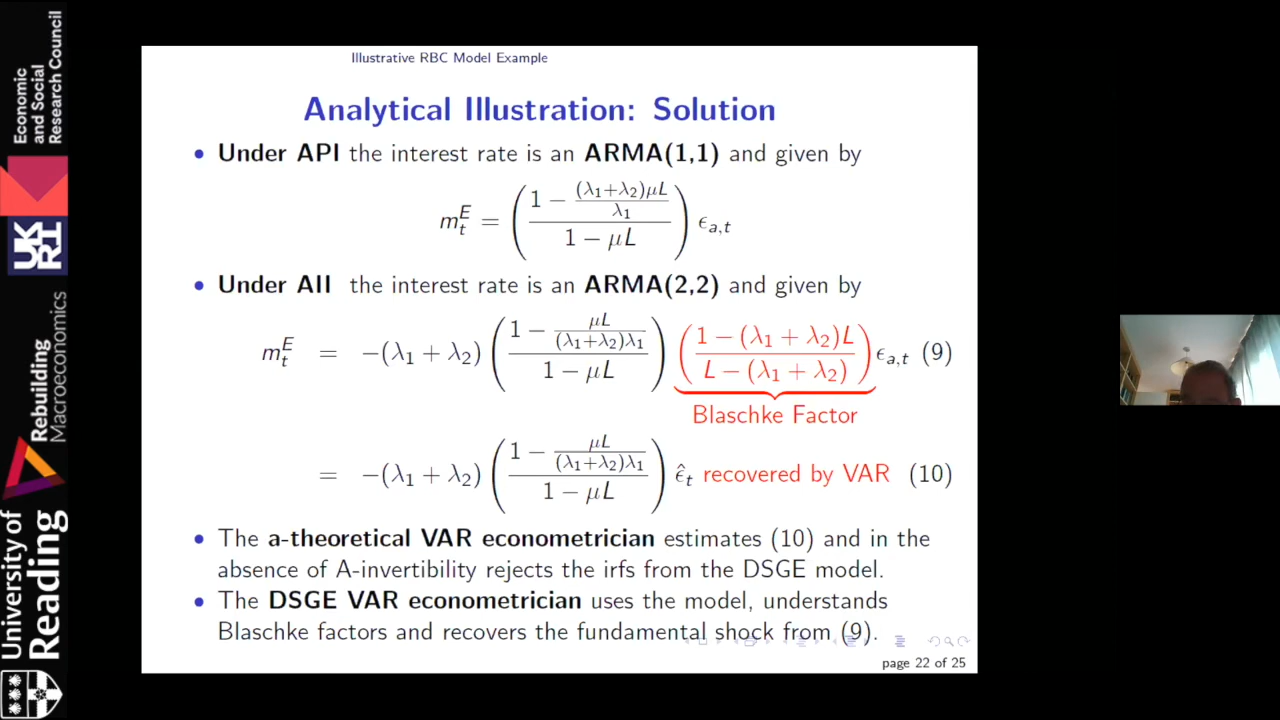 Economic
and Social
Research Council
UKRI
Rebuilding
Macroeconomics
University of
Reading
Illustrative RBC Model Example
Analytical Illustration: Solution
• Under API the interest rate is an ARMA(1,1) and given by
m_t^E = ( (1 − (λ₁+λ₂)μL / λ₁) / (1 − μL) ) ϵ_{a,t}
• Under AII the interest rate is an ARMA(2,2) and given by
m_t^E = −(λ₁ + λ₂) ( (1 − μL / ((λ₁+λ₂)λ₁)) / (1 − μL) ) ( (1 − (λ₁ + λ₂)L) / (L − (λ₁ + λ₂)) ) ϵ_{a,t} (9)
Blaschke Factor
= −(λ₁ + λ₂) ( (1 − μL / ((λ₁+λ₂)λ₁)) / (1 − μL) ) ϵ̂_t recovered by VAR (10)
• The a-theoretical VAR econometrician estimates (10) and in the
absence of A-invertibility rejects the irfs from the DSGE model.
• The DSGE VAR econometrician uses the model, understands
Blaschke factors and recovers the fundamental shock from (9).
page 22 of 25